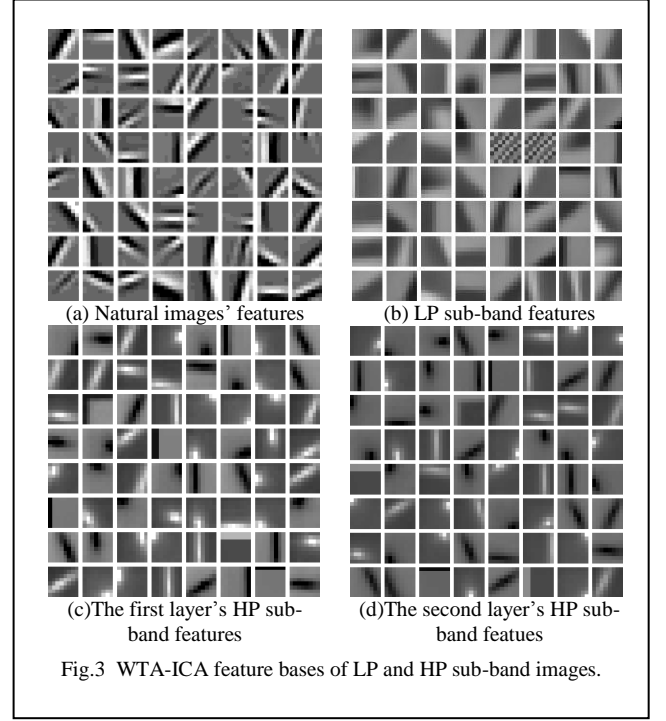 (a) Natural images’ features
(b) LP sub-band features
(c)The first layer's HP sub-
band features
(d)The second layer's HP sub-
band featues
Fig.3 WTA-ICA feature bases of LP and HP sub-band images.